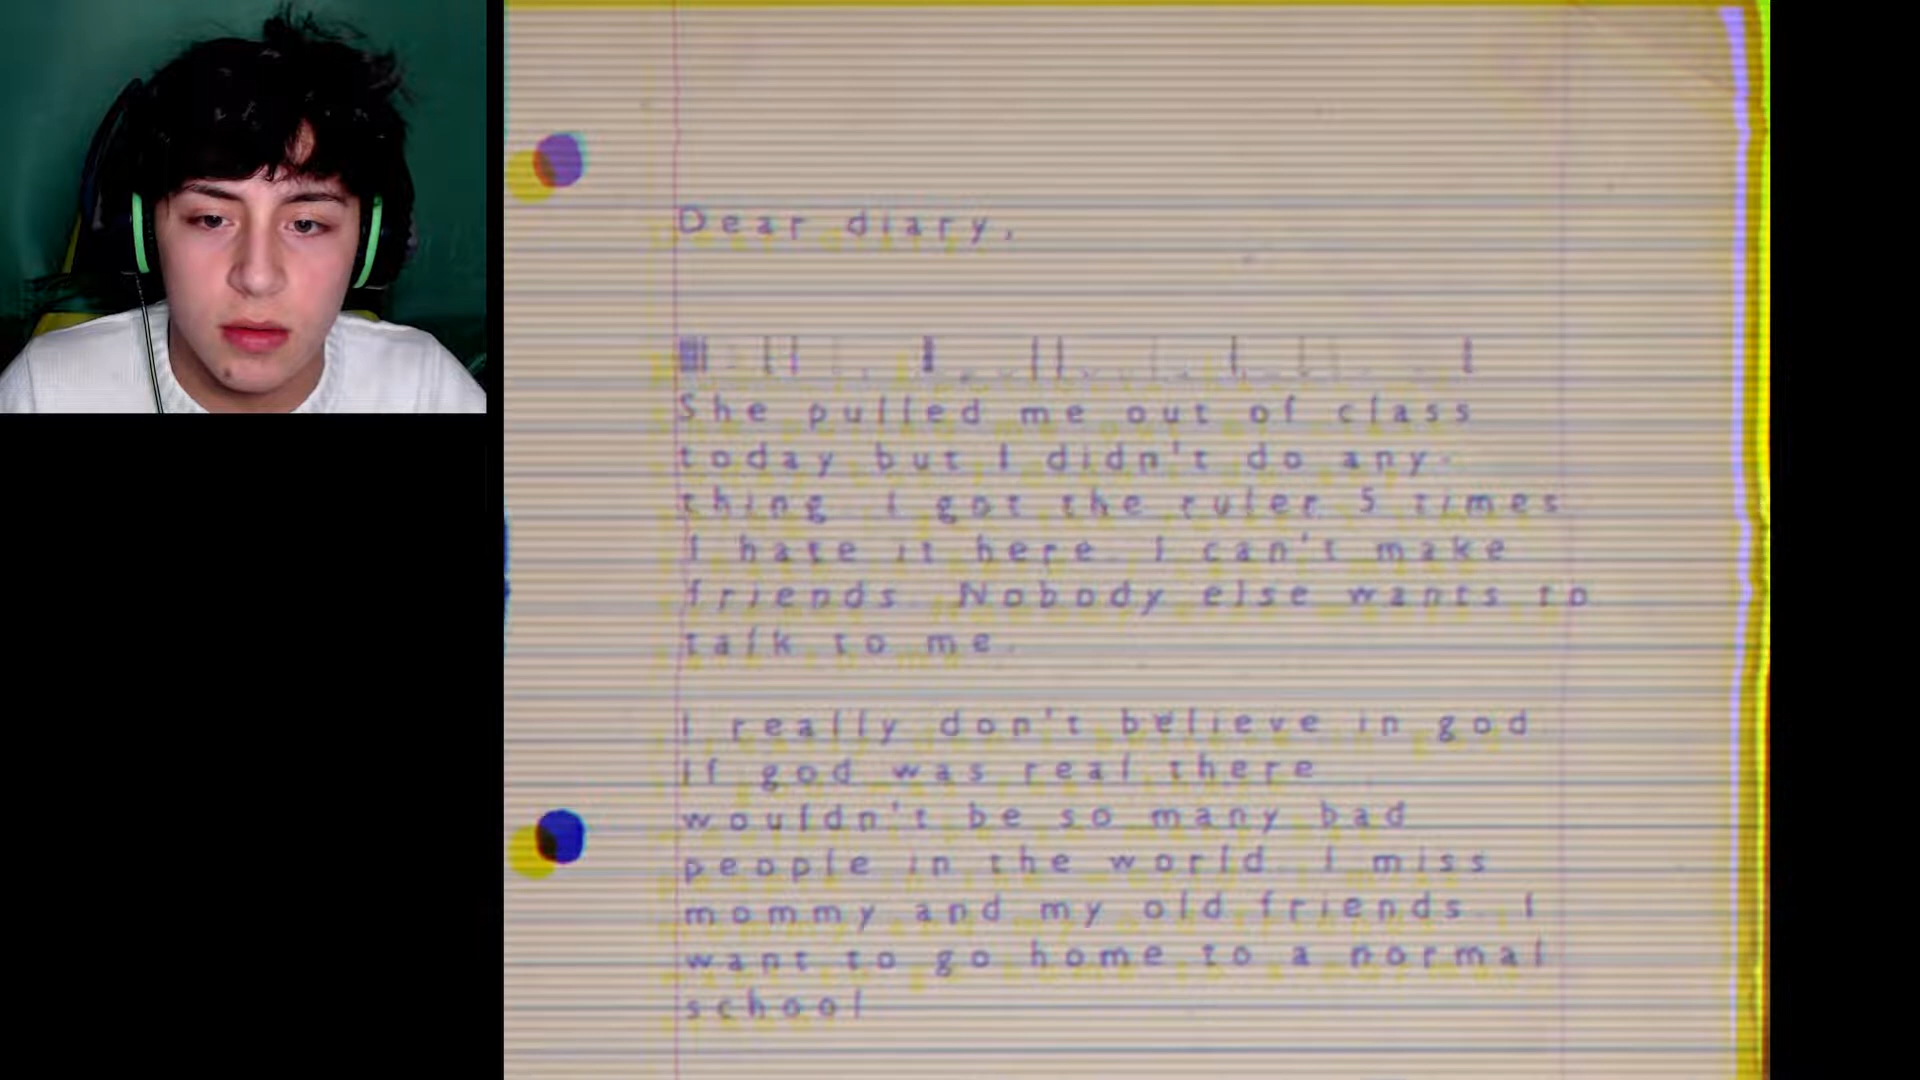 Dear diary,
She pulled me out of class
today but I didn't do any-
thing. I got the ruler 5 times.
I hate it here. I can't make
friends. Nobody else wants to
talk to me.
I really don't believe in god.
If god was real there
wouldn't be so many bad
people in the world. I miss
mommy and my old friends. I
want to go home to a normal
school